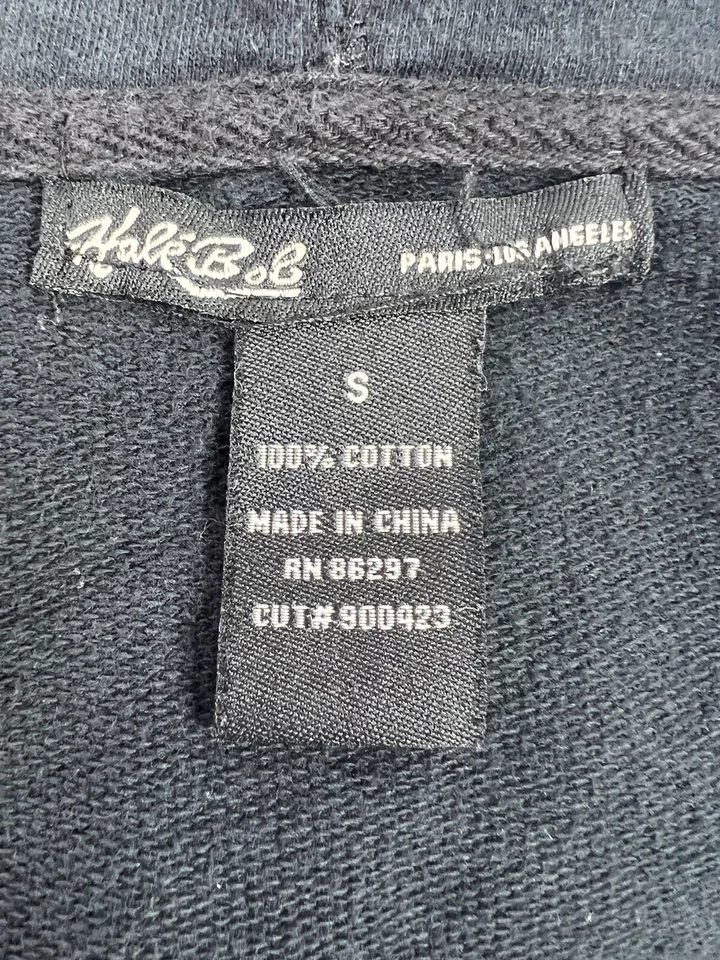 Hale Bob
PARIS·LOS ANGELES
S
100% COTTON
MADE IN CHINA
RN 86297
CUT# 900423